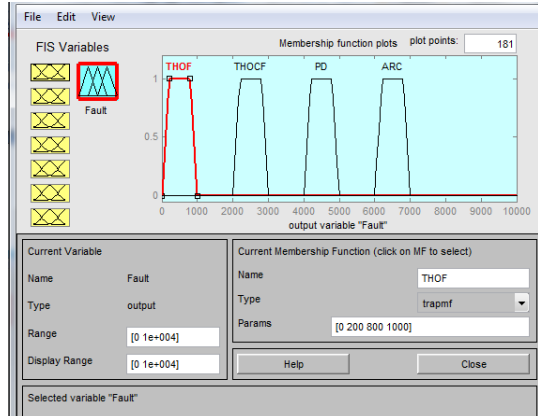 File Edit View
FIS Variables
Membership function plots plot points: 181
THOF THOCF PD ARC
Fault
1
0.5
0
0 1000 2000 3000 4000 5000 6000 7000 8000 9000 10000
output variable "Fault"
Current Variable
Name Fault
Type output
Range [0 1e+004]
Display Range [0 1e+004]
Current Membership Function (click on MF to select)
Name THOF
Type trapmf
Params [0 200 800 1000]
Help Close
Selected variable "Fault"